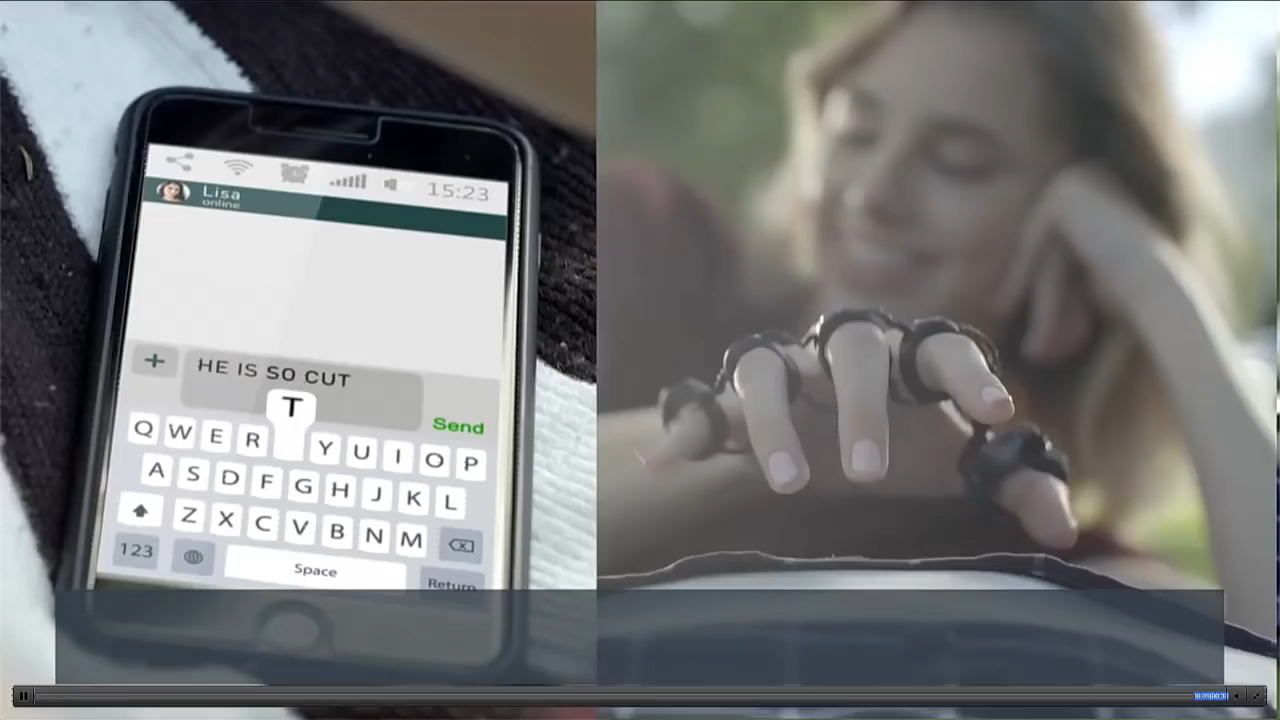 15:23
Lisa
online
HE IS SO CUT
T
Send
Q W E R Y U I O P
A S D F G H J K L
Z X C V B N M
123 Space Return